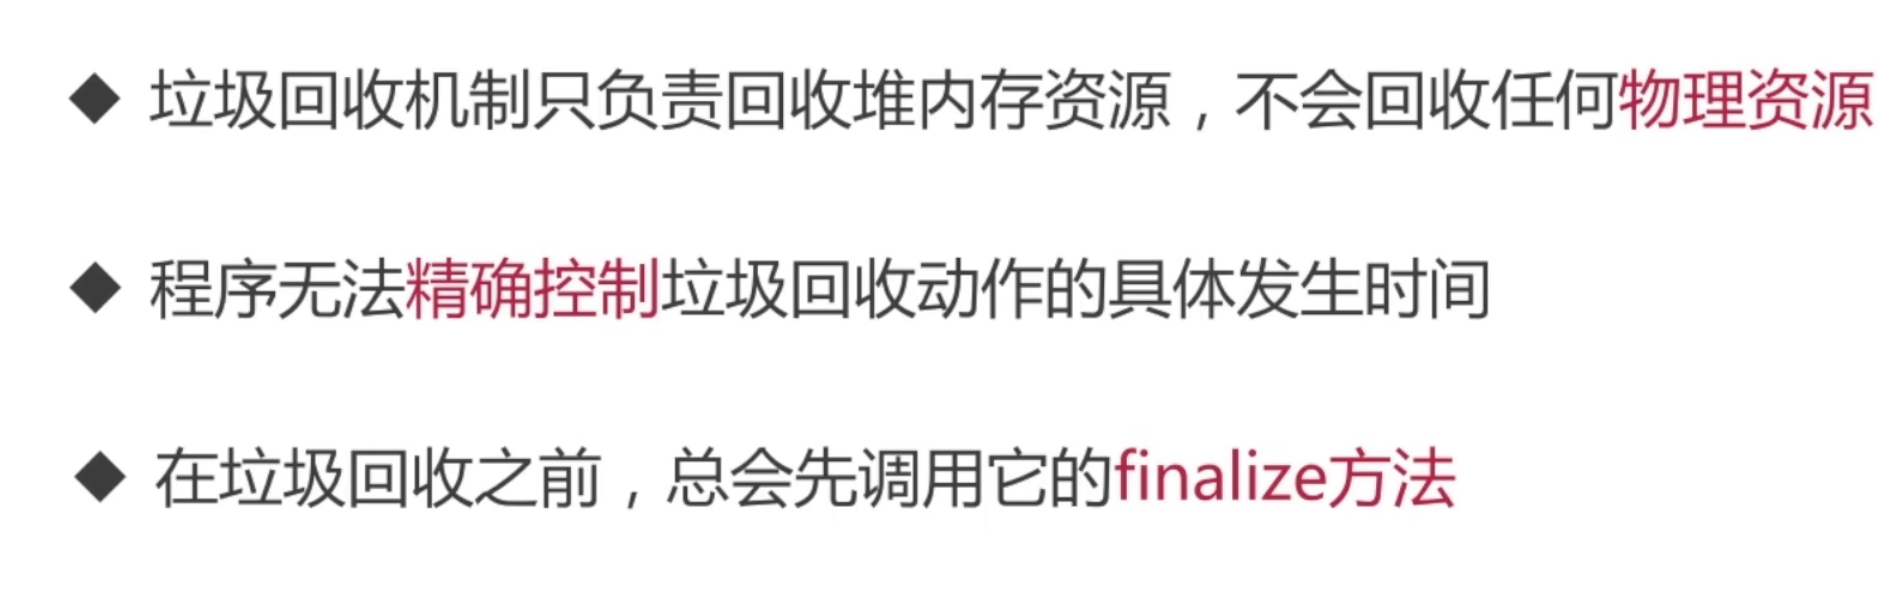 ◆ 垃圾回收机制只负责回收堆内存资源，不会回收任何物理资源
◆ 程序无法精确控制垃圾回收动作的具体发生时间
◆ 在垃圾回收之前，总会先调用它的finalize方法